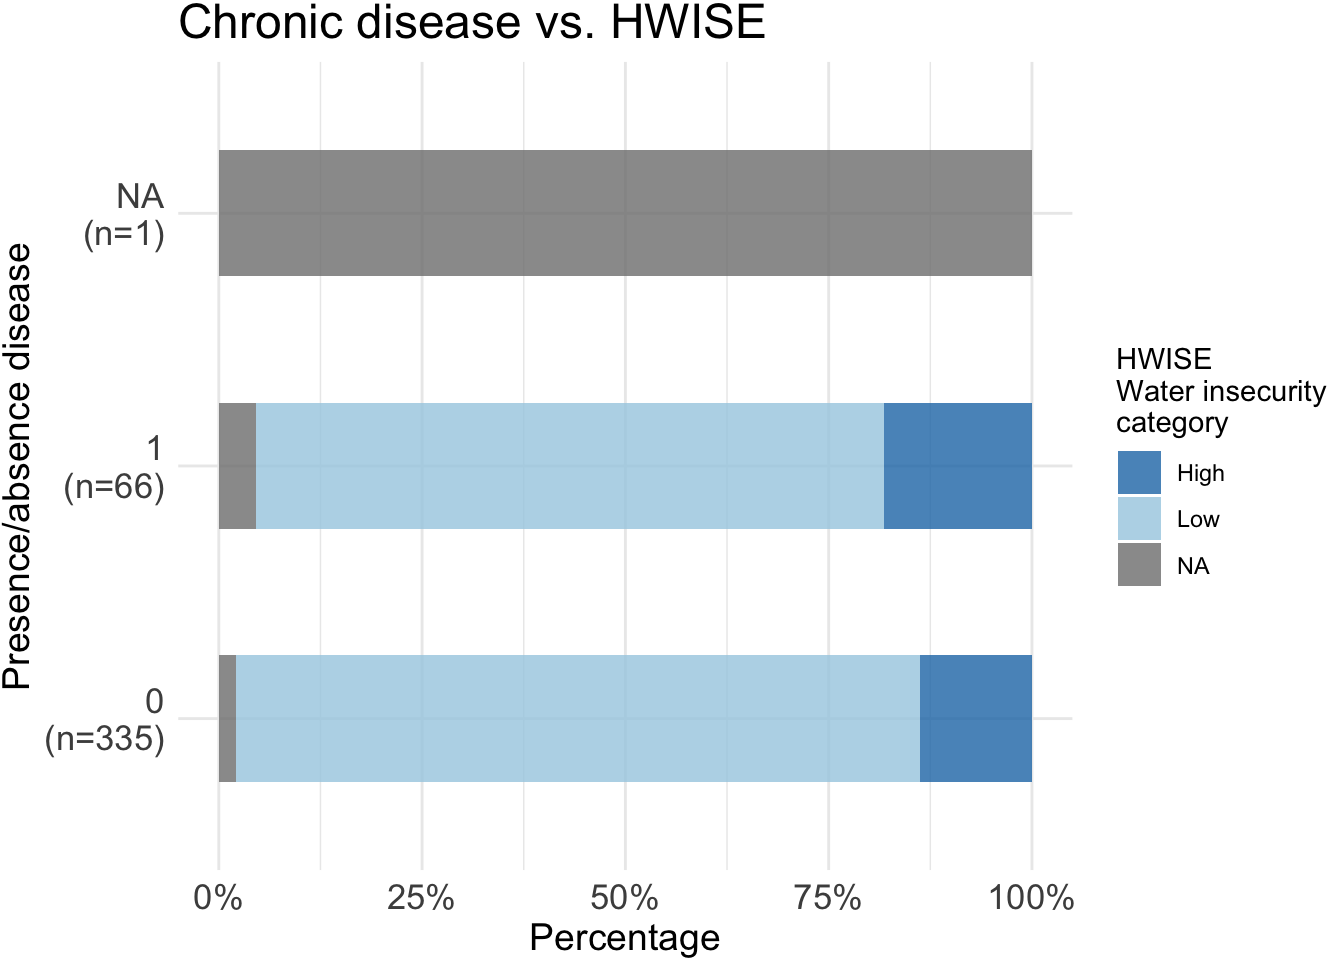 Chronic disease vs. HWISE
Presence/absence disease
NA
(n=1)
1
(n=66)
0
(n=335)
0%
25%
50%
75%
100%
Percentage
HWISE
Water insecurity
category
High
Low
NA